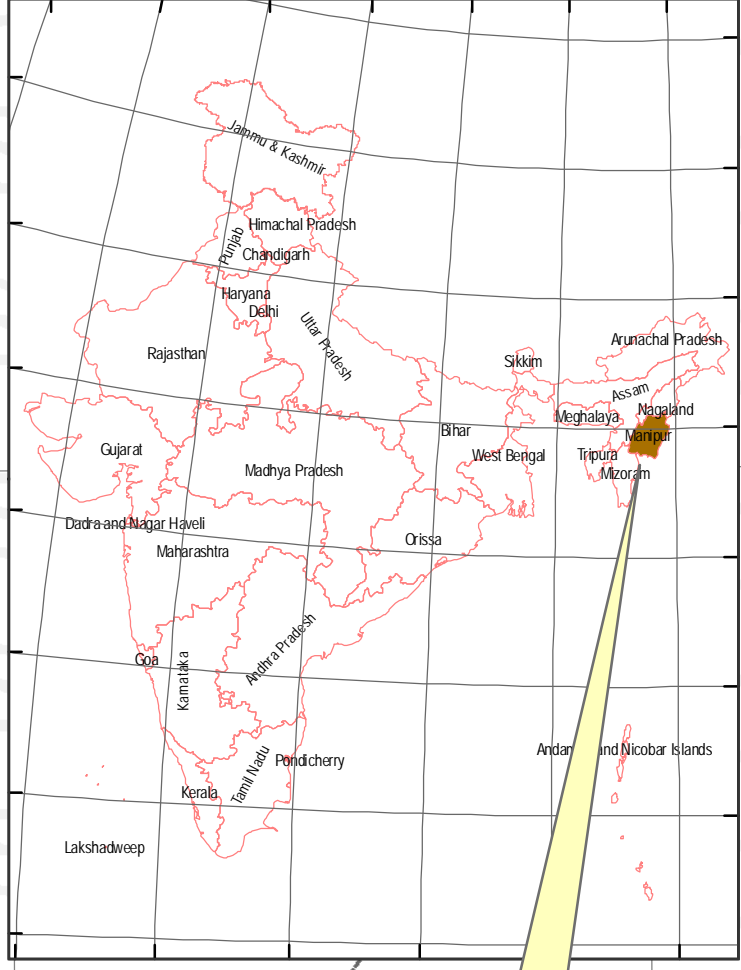 Jammu & Kashmir
Himachal Pradesh
Punjab
Chandigarh
Haryana
Delhi
Uttar Pradesh
Rajasthan
Arunachal Pradesh
Sikkim
Assam
Nagaland
Meghalaya
Bihar
Manipur
Gujarat
West Bengal
Tripura
Madhya Pradesh
Mizoram
Dadra and Nagar Haveli
Orissa
Maharashtra
Andhra Pradesh
Goa
Karnataka
Andaman and Nicobar Islands
Pondicherry
Tamil Nadu
Kerala
Lakshadweep